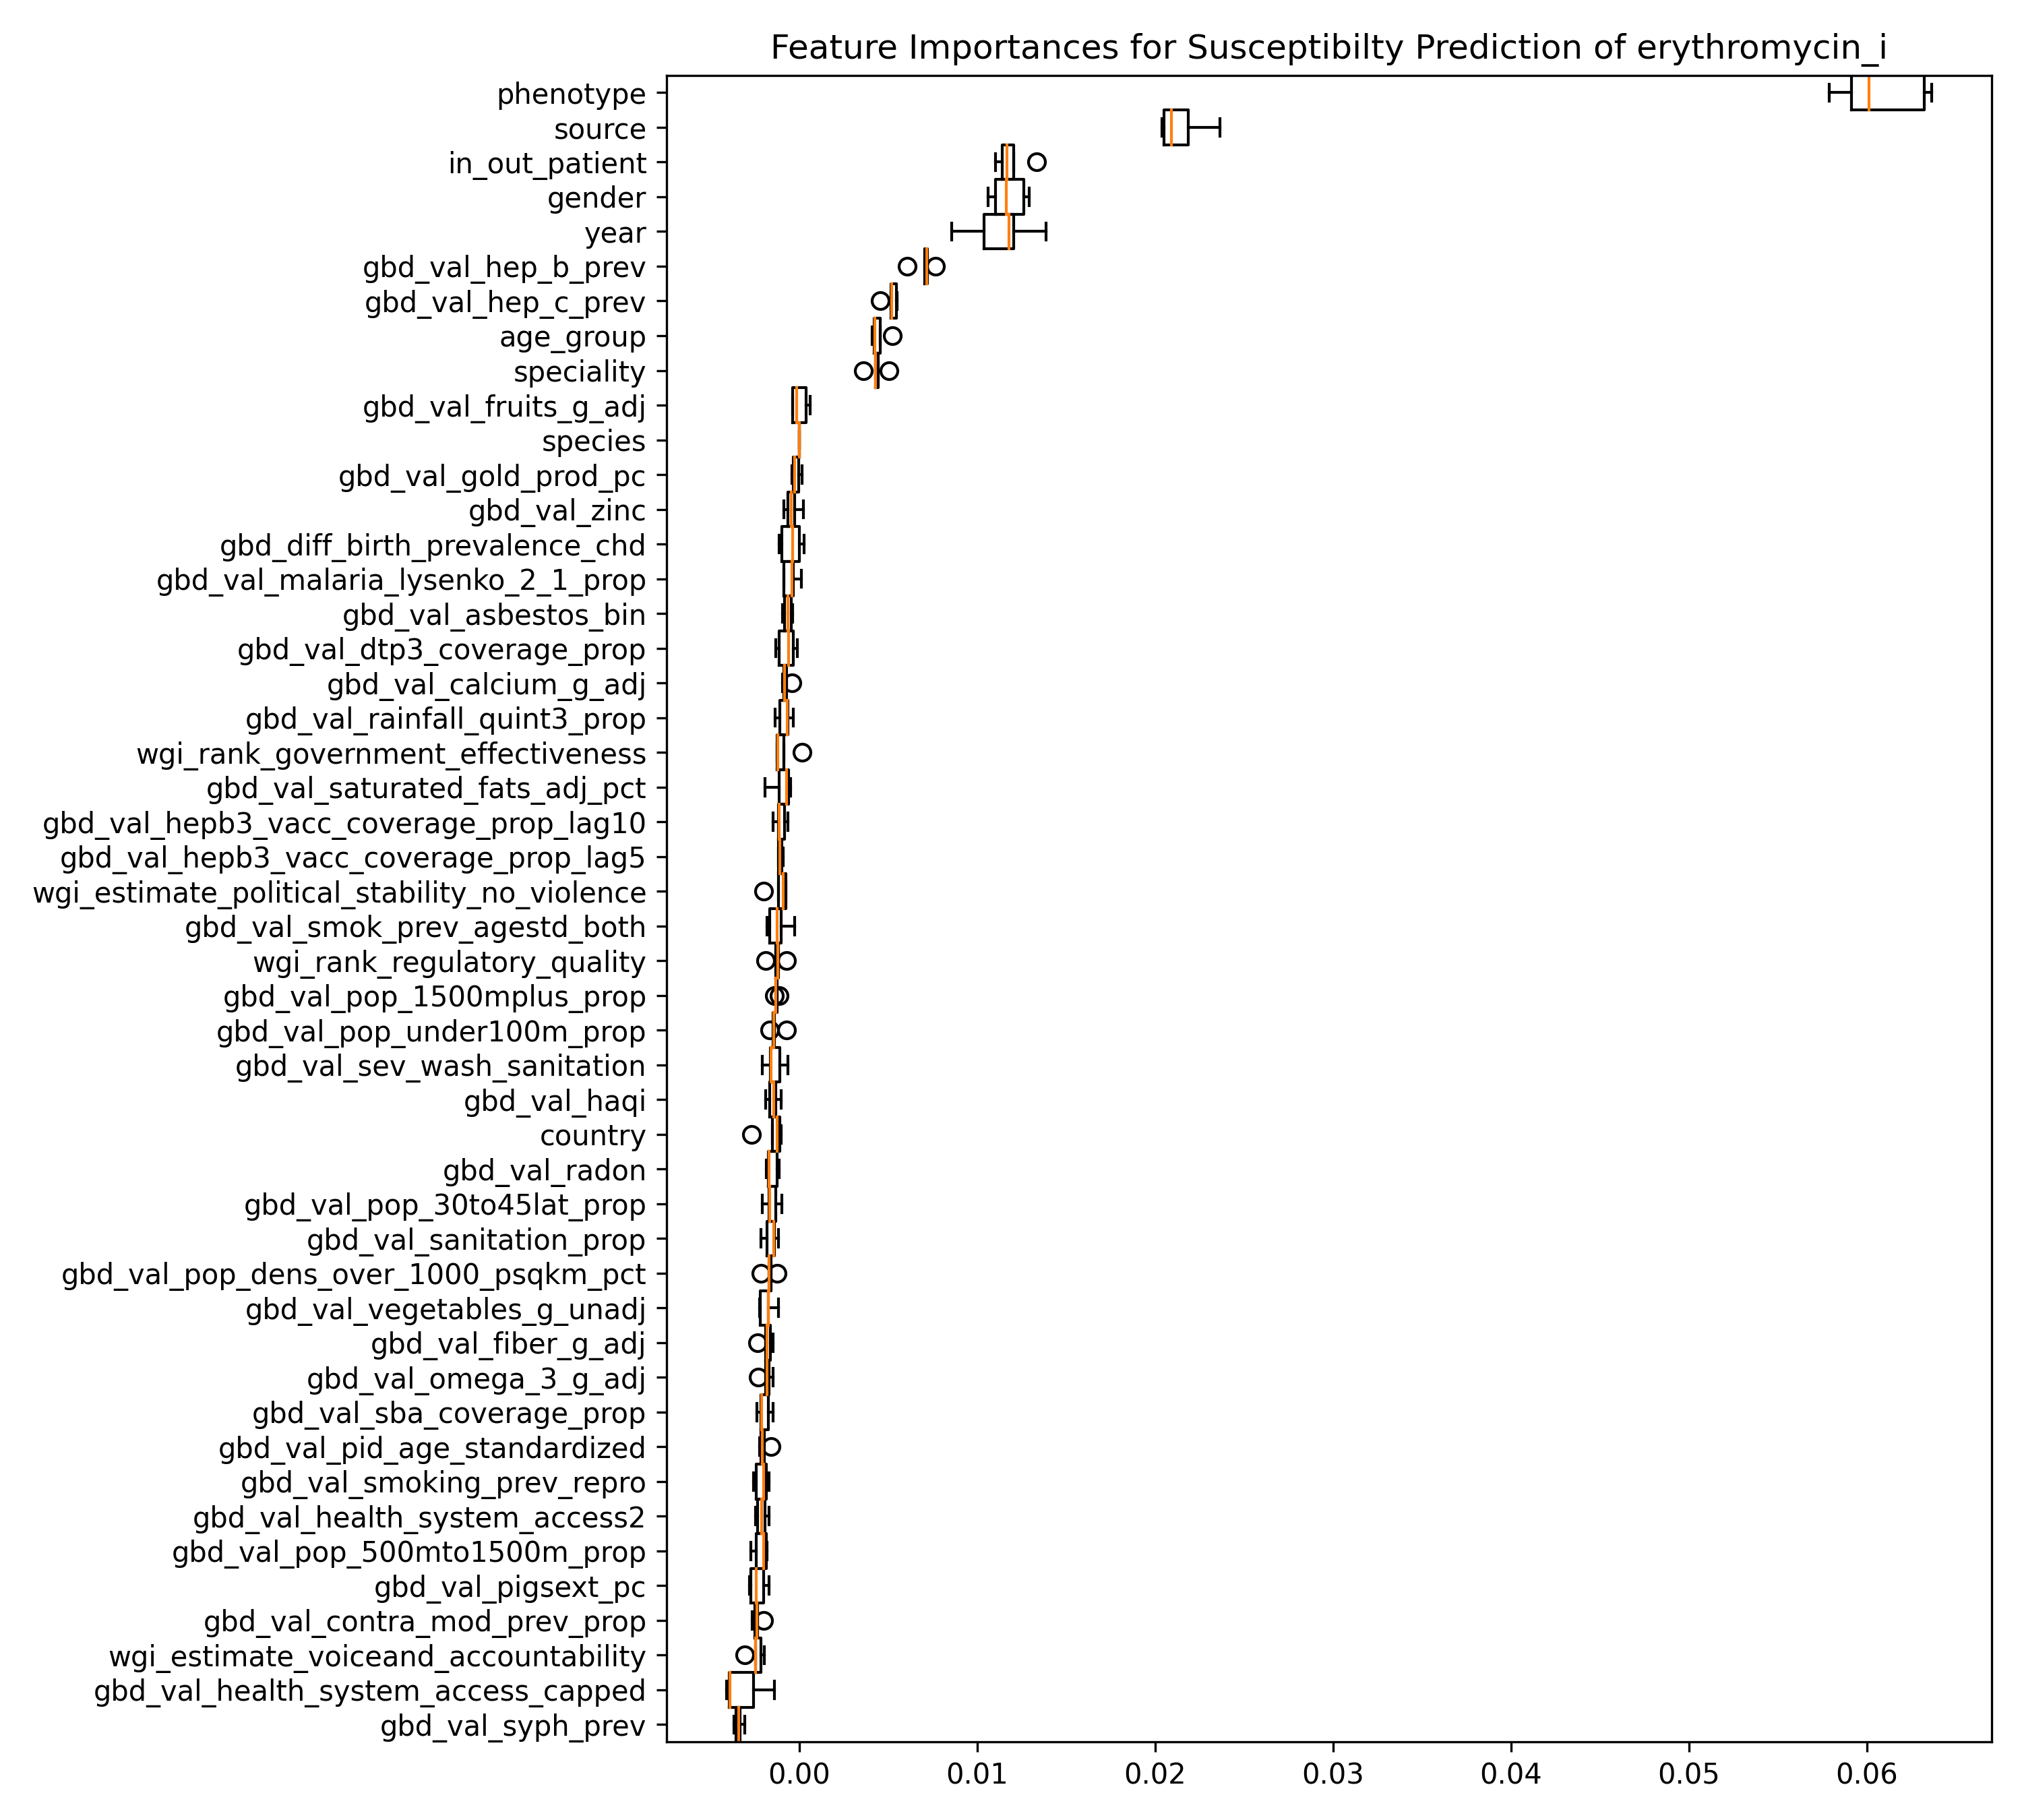 Feature Importances for Susceptibilty Prediction of erythromycin_i
phenotype
source
in_out_patient
gender
year
gbd_val_hep_b_prev
gbd_val_hep_c_prev
age_group
speciality
gbd_val_fruits_g_adj
species
gbd_val_gold_prod_pc
gbd_val_zinc
gbd_diff_birth_prevalence_chd
gbd_val_malaria_lysenko_2_1_prop
gbd_val_asbestos_bin
gbd_val_dtp3_coverage_prop
gbd_val_calcium_g_adj
gbd_val_rainfall_quint3_prop
wgi_rank_government_effectiveness
gbd_val_saturated_fats_adj_pct
gbd_val_hepb3_vacc_coverage_prop_lag10
gbd_val_hepb3_vacc_coverage_prop_lag5
wgi_estimate_political_stability_no_violence
gbd_val_smok_prev_agestd_both
wgi_rank_regulatory_quality
gbd_val_pop_1500mplus_prop
gbd_val_pop_under100m_prop
gbd_val_sev_wash_sanitation
gbd_val_haqi
country
gbd_val_radon
gbd_val_pop_30to45lat_prop
gbd_val_sanitation_prop
gbd_val_pop_dens_over_1000_psqkm_pct
gbd_val_vegetables_g_unadj
gbd_val_fiber_g_adj
gbd_val_omega_3_g_adj
gbd_val_sba_coverage_prop
gbd_val_pid_age_standardized
gbd_val_smoking_prev_repro
gbd_val_health_system_access2
gbd_val_pop_500mto1500m_prop
gbd_val_pigsext_pc
gbd_val_contra_mod_prev_prop
wgi_estimate_voiceand_accountability
gbd_val_health_system_access_capped
gbd_val_syph_prev
0.00 0.01 0.02 0.03 0.04 0.05 0.06